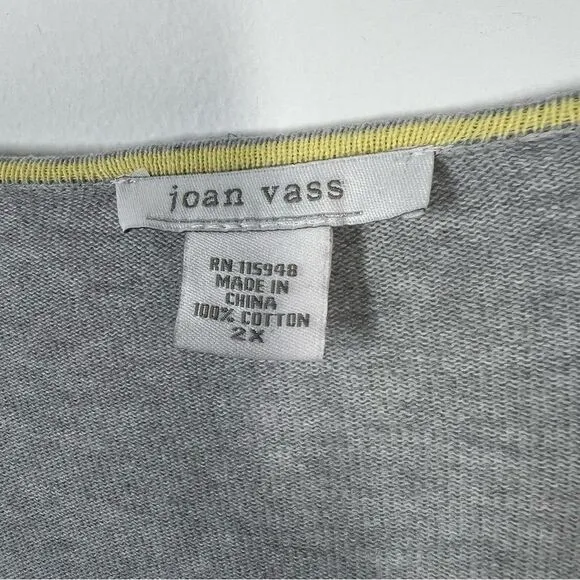 joan vass
RN 115948
MADE IN
CHINA
100% COTTON
2X